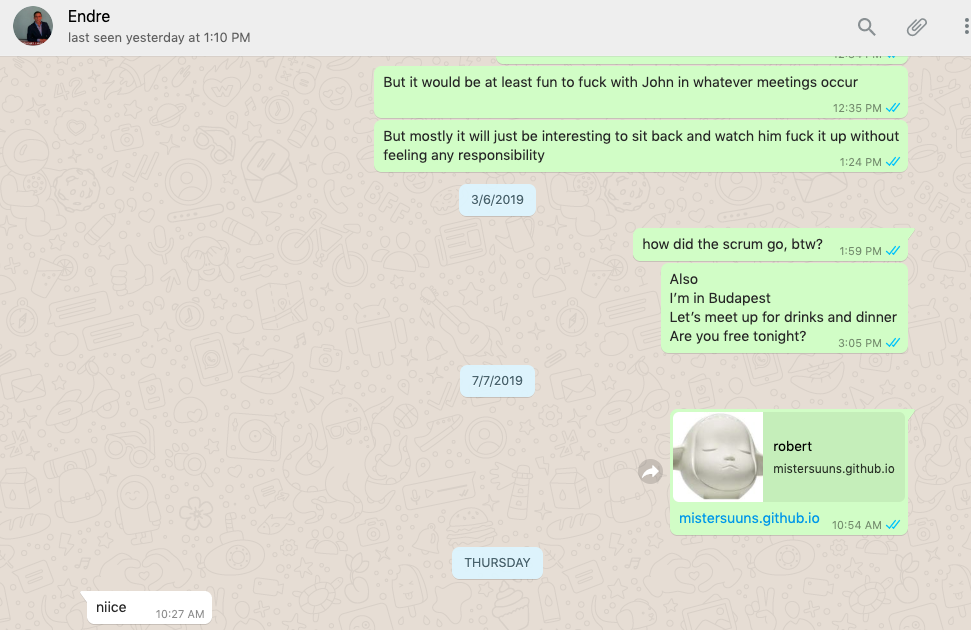 Endre
last seen yesterday at 1:10 PM
But it would be at least fun to fuck with John in whatever meetings occur
12:35 PM
But mostly it will just be interesting to sit back and watch him fuck it up without
feeling any responsibility
1:24 PM
3/6/2019
how did the scrum go, btw?
1:59 PM
Also
I'm in Budapest
Let's meet up for drinks and dinner
Are you free tonight?
3:05 PM
7/7/2019
robert
mistersuuns.github.io
mistersuuns.github.io
10:54 AM
THURSDAY
niice
10:27 AM